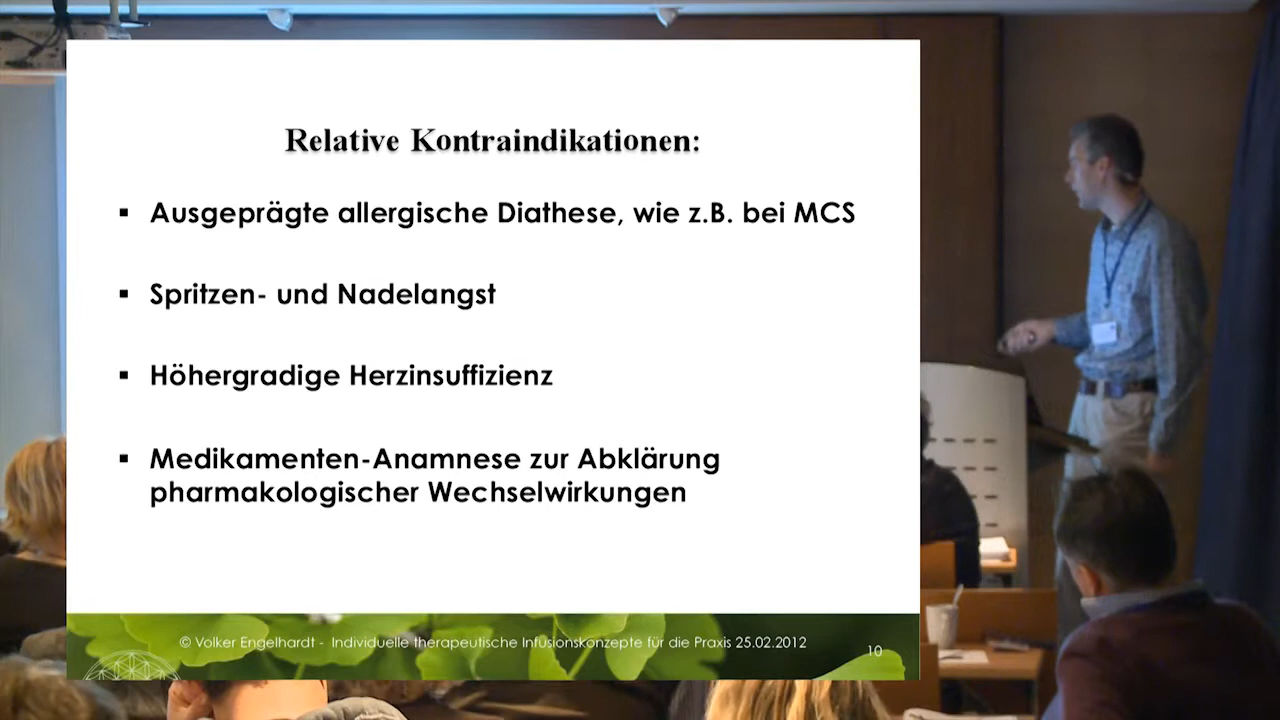 Relative Kontraindikationen:
▪ Ausgeprägte allergische Diathese, wie z.B. bei MCS
▪ Spritzen- und Nadelangst
▪ Höhergradige Herzinsuffizienz
▪ Medikamenten-Anamnese zur Abklärung
pharmakologischer Wechselwirkungen
© Volker Engelhardt - Individuelle therapeutische Infusionskonzepte für die Praxis 25.02.2012
10